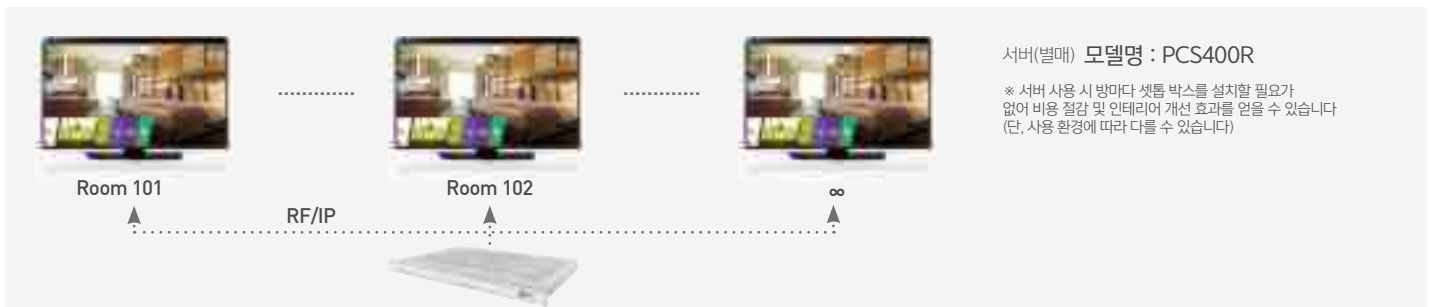 서버(별매) 모델명 : PCS400R
※ 서버 사용 시 방마다 셋톱 박스를 설치할 필요가
없어 비용 절감 및 인테리어 개선 효과를 얻을 수 있습니다
(단, 사용 환경에 따라 다를 수 있습니다)
Room 101
Room 102
∞
RF/IP